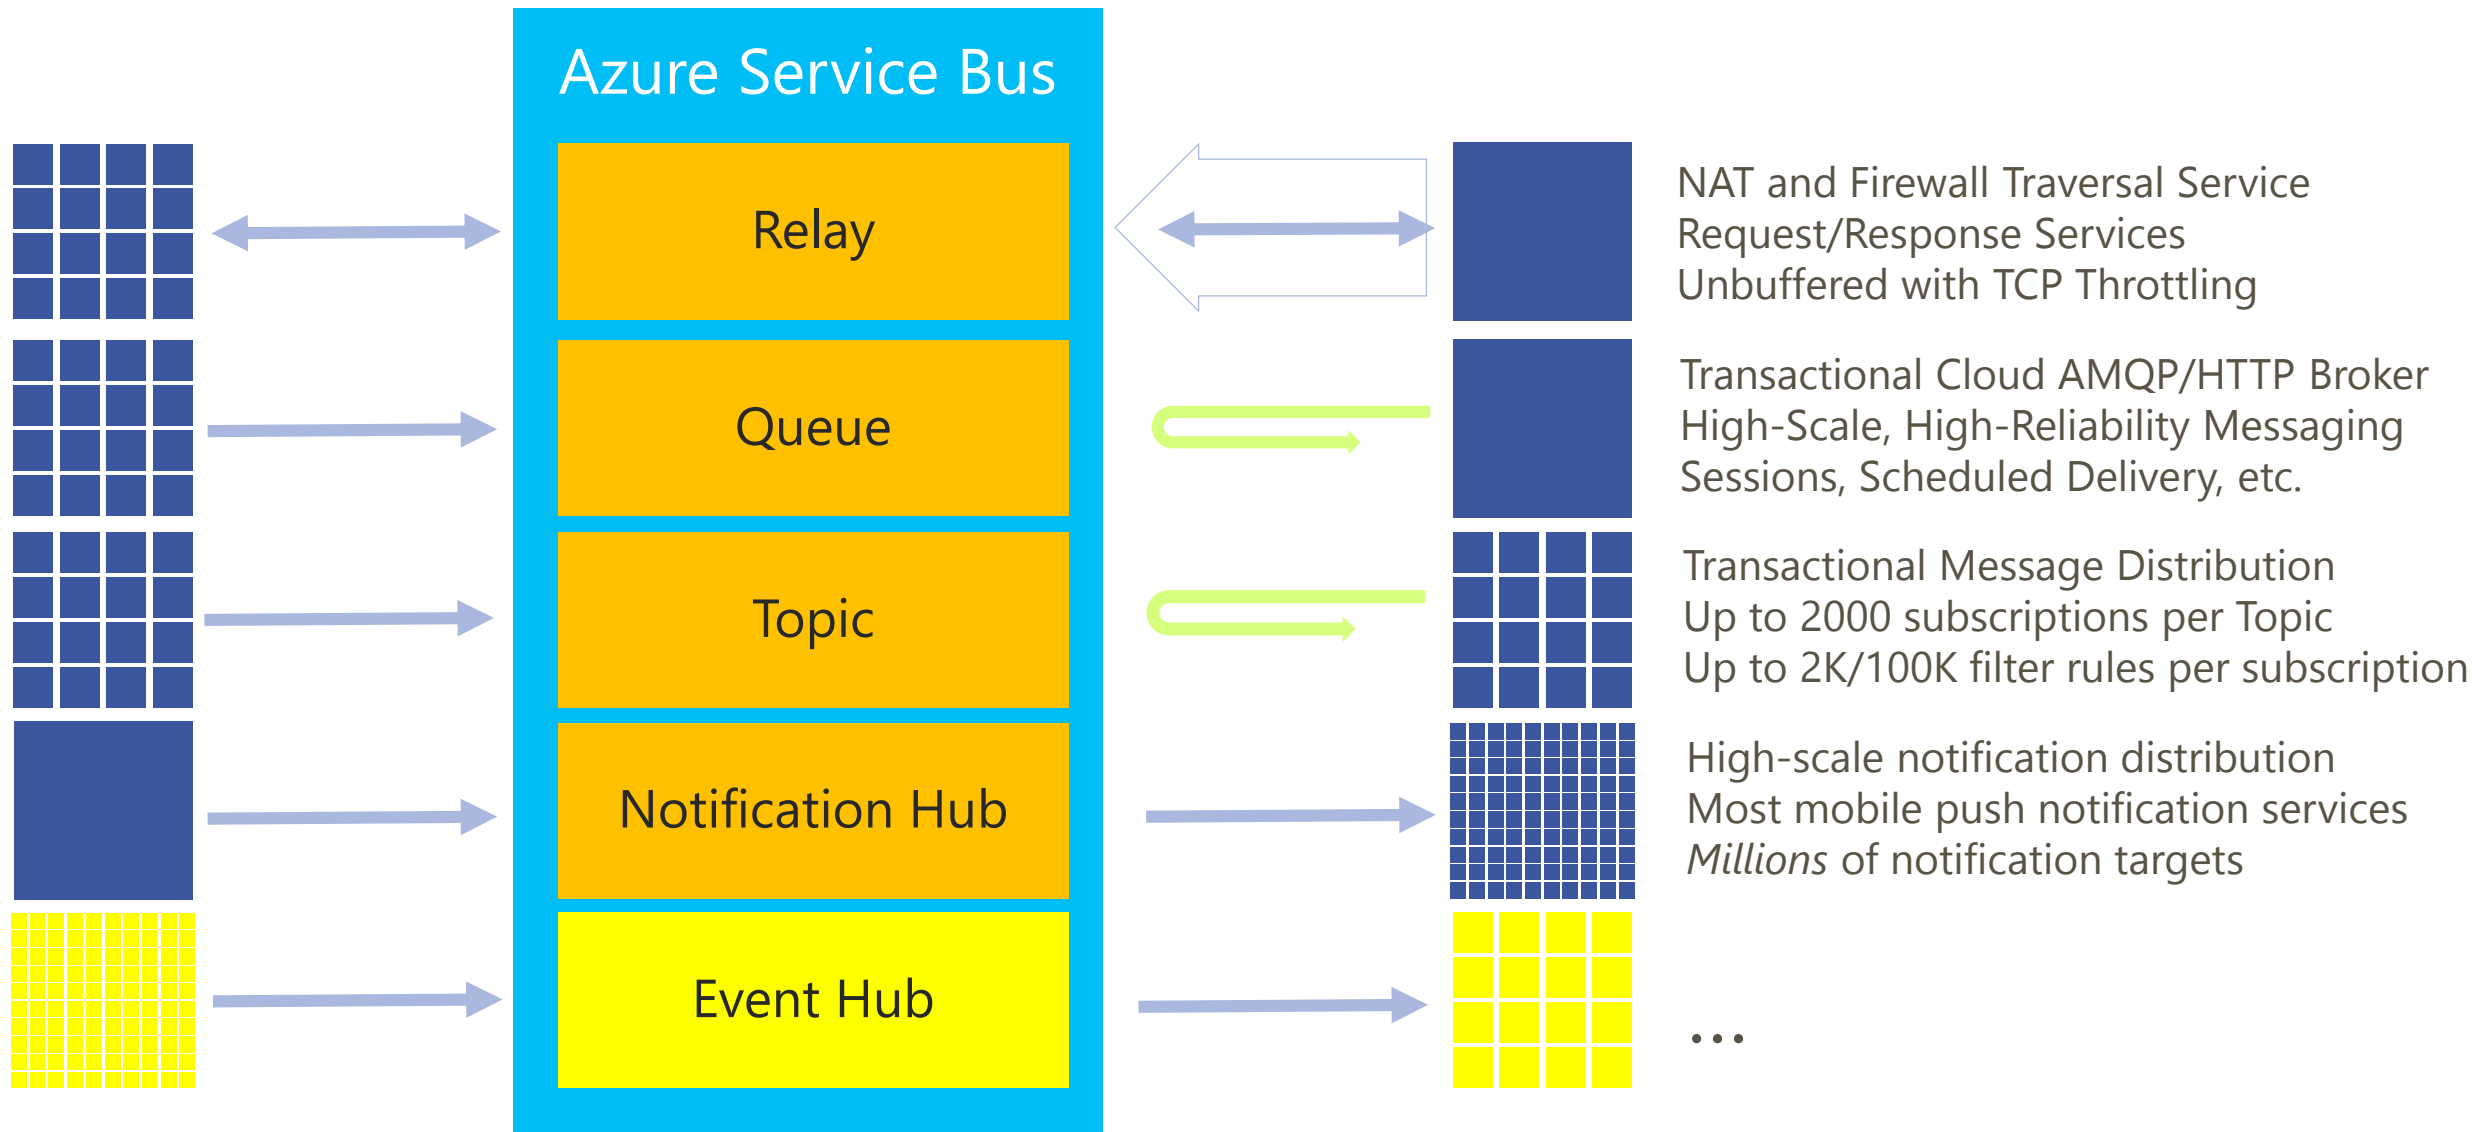 Azure Service Bus
Relay
NAT and Firewall Traversal Service
Request/Response Services
Unbuffered with TCP Throttling
Queue
Transactional Cloud AMQP/HTTP Broker
High-Scale, High-Reliability Messaging
Sessions, Scheduled Delivery, etc.
Topic
Transactional Message Distribution
Up to 2000 subscriptions per Topic
Up to 2K/100K filter rules per subscription
Notification Hub
High-scale notification distribution
Most mobile push notification services
Millions of notification targets
Event Hub
...